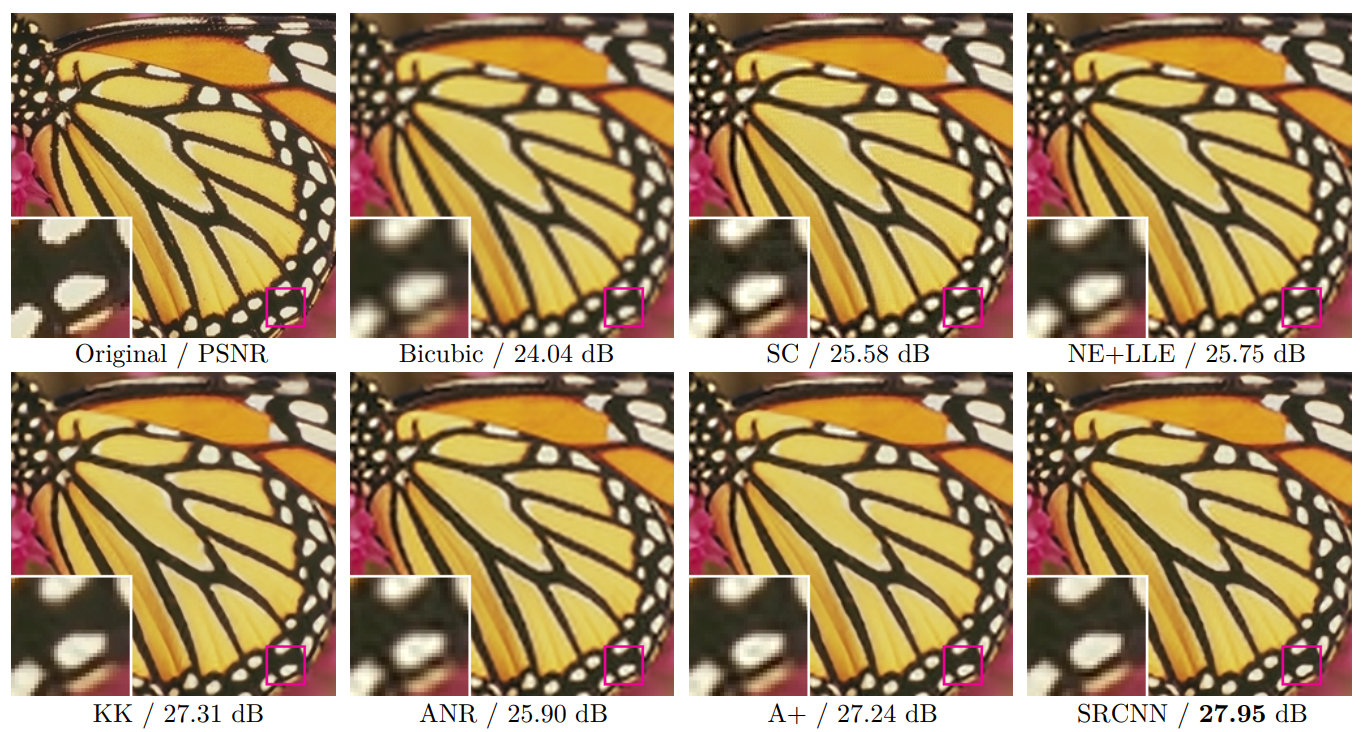 Original / PSNR
Bicubic / 24.04 dB
SC / 25.58 dB
NE+LLE / 25.75 dB
KK / 27.31 dB
ANR / 25.90 dB
A+ / 27.24 dB
SRCNN / 27.95 dB